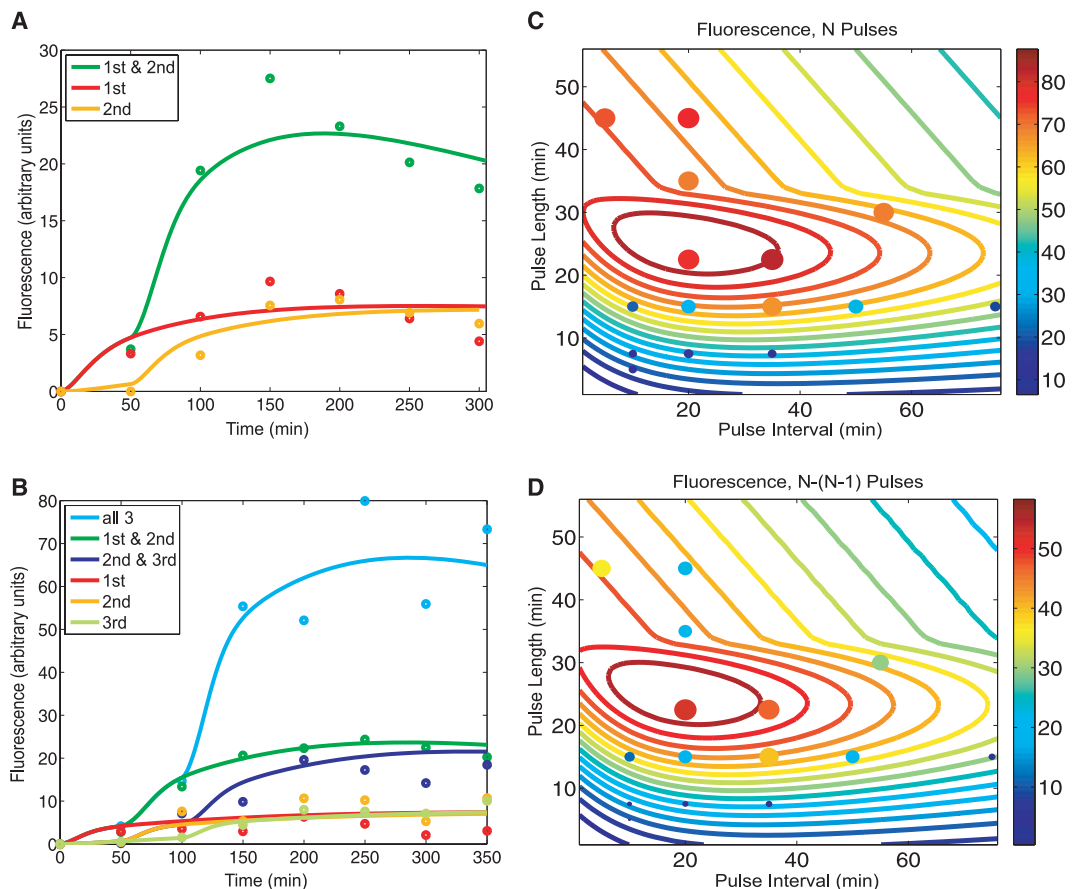 A
Fluorescence (arbitrary units)
30
25
20
15
10
5
0
1st & 2nd
1st
2nd
0 50 100 150 200 250 300
Time (min)
C
Fluorescence, N Pulses
Pulse Length (min)
50
40
30
20
10
20 40 60
Pulse Interval (min)
80
70
60
50
40
30
20
10
B
Fluorescence (arbitrary units)
80
70
60
50
40
30
20
10
0
all 3
1st & 2nd
2nd & 3rd
1st
2nd
3rd
0 50 100 150 200 250 300 350
Time (min)
D
Fluorescence, N-(N-1) Pulses
Pulse Length (min)
50
40
30
20
10
20 40 60
Pulse Interval (min)
50
40
30
20
10